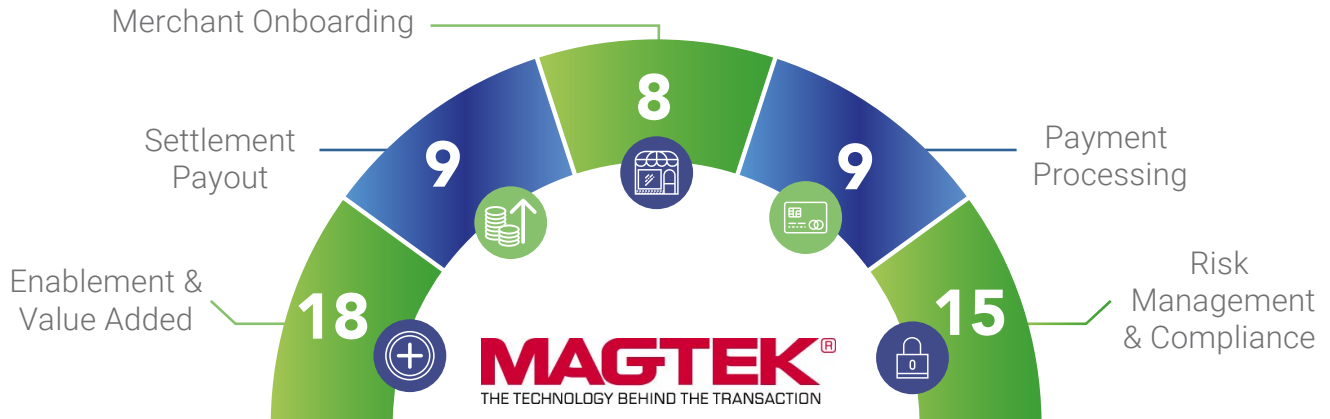 Merchant Onboarding
8
Settlement
Payout
9
9
Payment
Processing
Enablement &
Value Added
18
15
Risk
Management
& Compliance
0
MAGTEK®
THE TECHNOLOGY BEHIND THE TRANSACTION